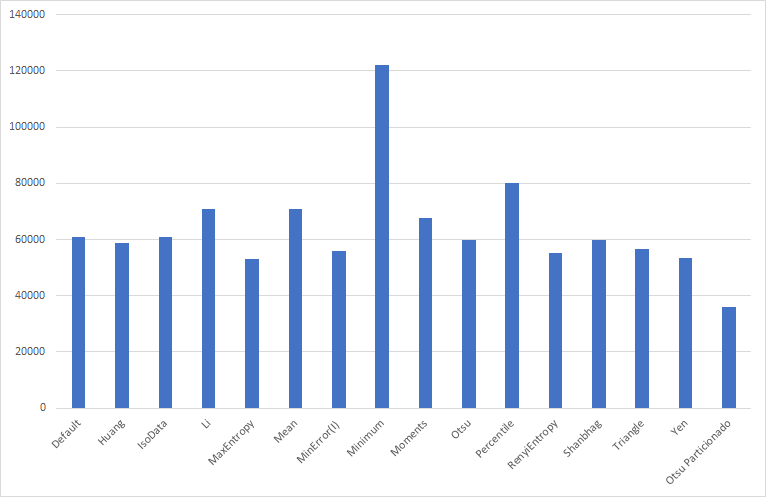 140000
120000
100000
80000
60000
40000
20000
0
Default
Huang
IsoData
Li
MaxEntropy
Mean
MinError(I)
Minimum
Moments
Otsu
Percentile
RenyiEntropy
Shanbhag
Triangle
Yen
Otsu Particionado